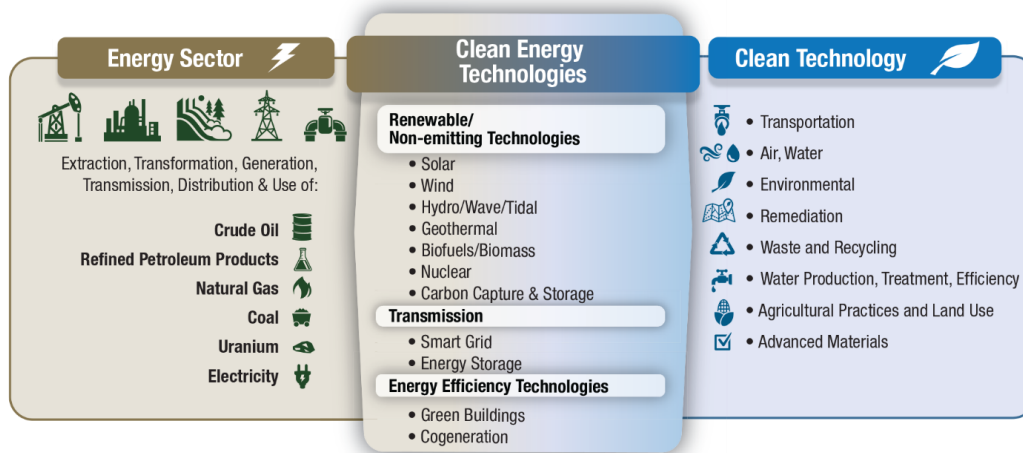 Energy Sector
Extraction, Transformation, Generation,
Transmission, Distribution & Use of:
Crude Oil
Refined Petroleum Products
Natural Gas
Coal
Uranium
Electricity
Clean Energy
Technologies
Renewable/
Non-emitting Technologies
• Solar
• Wind
• Hydro/Wave/Tidal
• Geothermal
• Biofuels/Biomass
• Nuclear
• Carbon Capture & Storage
Transmission
• Smart Grid
• Energy Storage
Energy Efficiency Technologies
• Green Buildings
• Cogeneration
Clean Technology
• Transportation
• Air, Water
• Environmental
• Remediation
• Waste and Recycling
• Water Production, Treatment, Efficiency
• Agricultural Practices and Land Use
• Advanced Materials